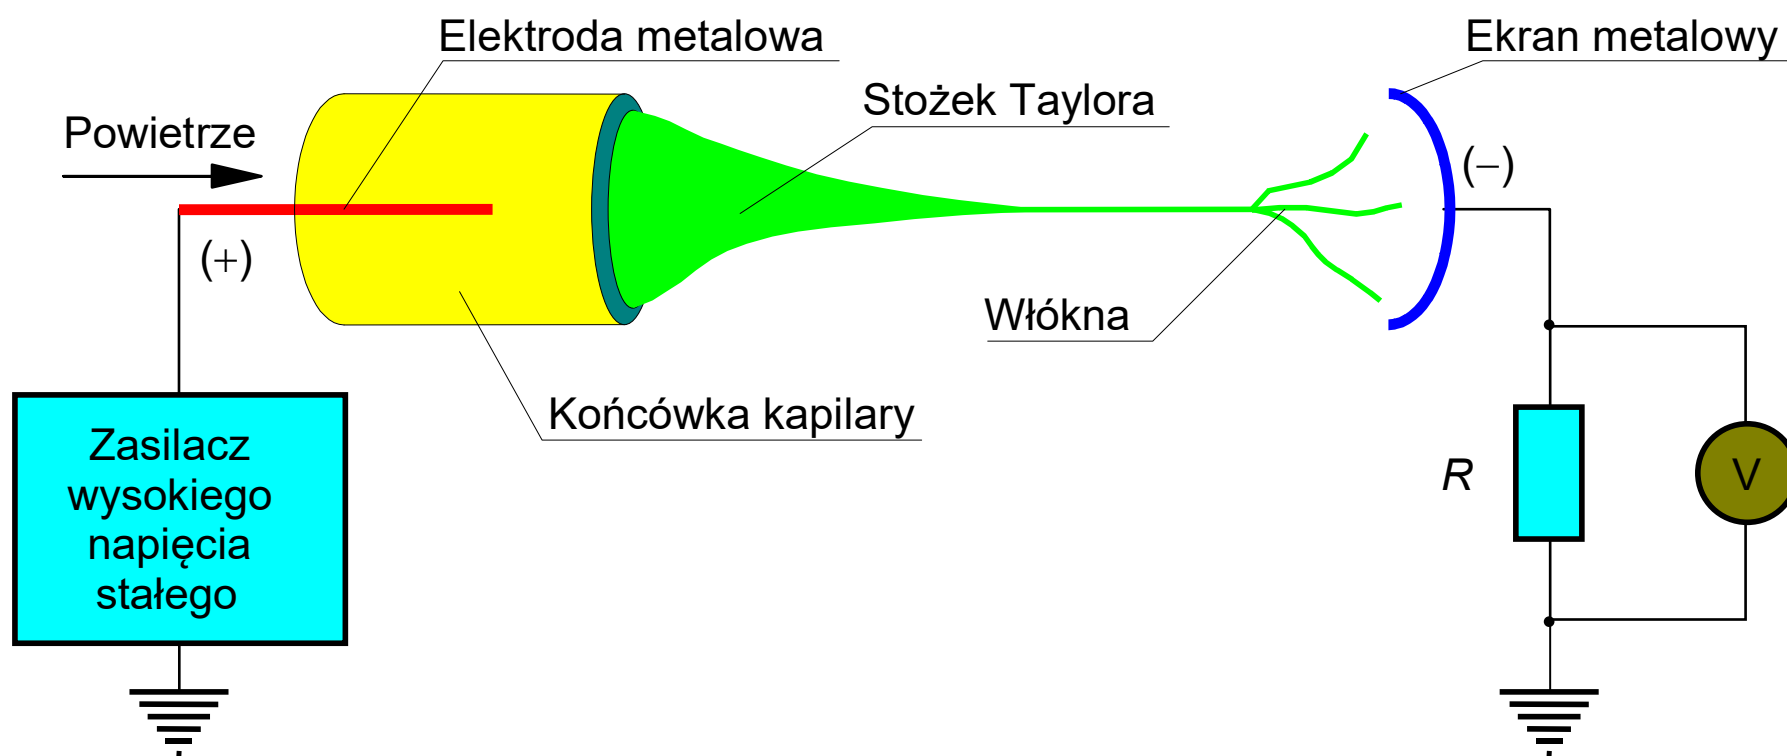 Elektroda metalowa
Ekran metalowy
Stożek Taylora
Powietrze
(–)
(+)
Włókna
Końcówka kapilary
Zasilacz
wysokiego
napięcia
stałego
R
V